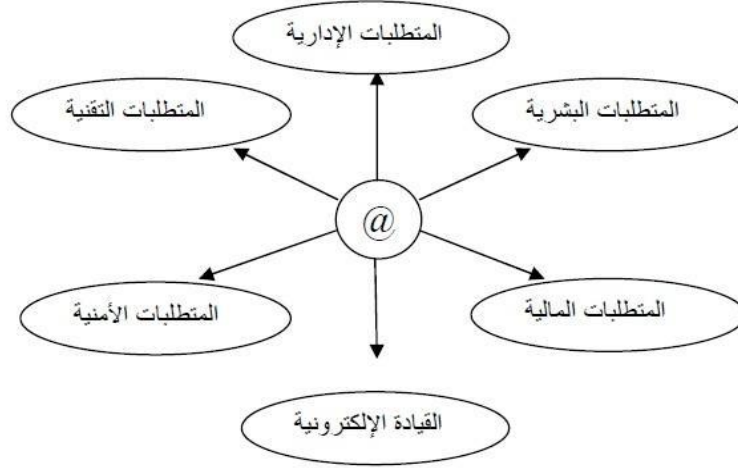 المتطلبات الإدارية
المتطلبات البشرية
المتطلبات التقنية
@
المتطلبات المالية
المتطلبات الأمنية
القيادة الإلكترونية